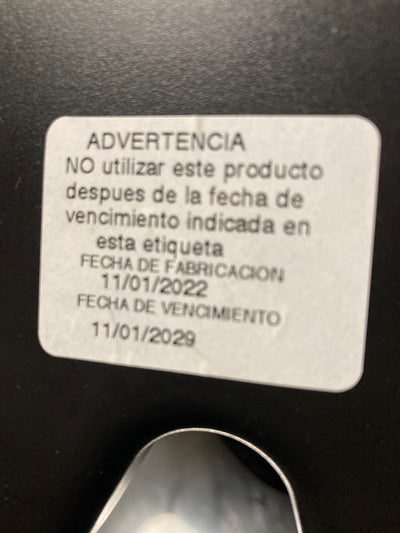 ADVERTENCIA
NO utilizar este producto
despues de la fecha de
vencimiento indicada en
esta etiqueta
FECHA DE FABRICACION
11/01/2022
FECHA DE VENCIMIENTO
11/01/2029